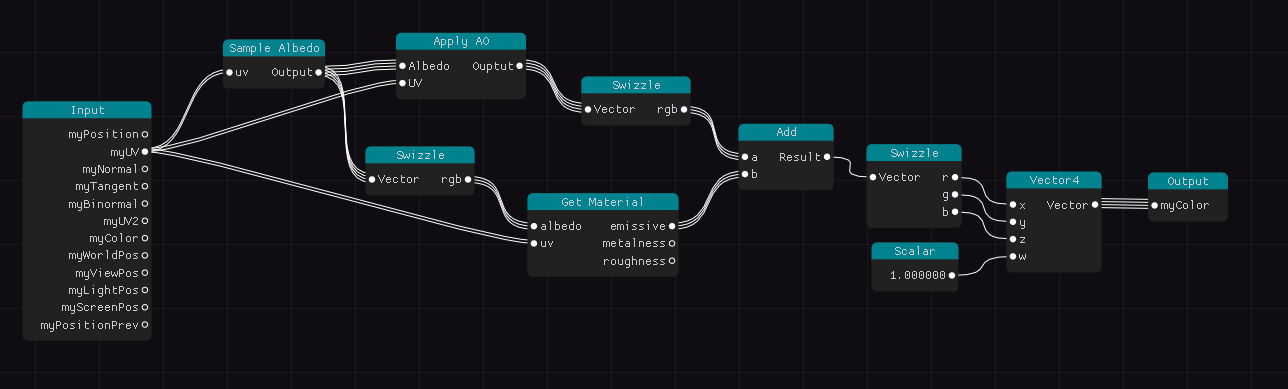 Input
myPosition
myUV
myNormal
myTangent
myBinormal
myUV2
myColor
myWorldPos
myViewPos
myLightPos
myScreenPos
myPositionPrev
Sample Albedo
uv Output
Apply AO
Albedo Ouptut
UV
Swizzle
Vector rgb
Swizzle
Vector rgb
Get Material
albedo emissive
uv metalness
roughness
Add
a Result
b
Swizzle
Vector r
g
b
Scalar
1.000000
Vector4
x Vector
y
z
w
Output
myColor